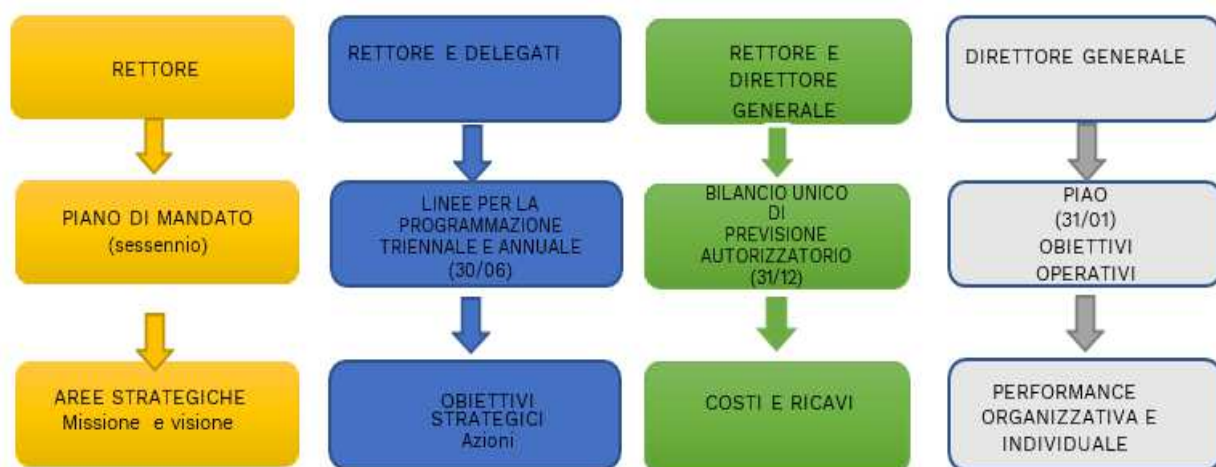 RETTORE
RETTORE E DELEGATI
RETTORE E
DIRETTORE
GENERALE
DIRETTORE GENERALE
PIANO DI MANDATO
(sessennio)
LINEE PER LA
PROGRAMMAZIONE
TRIENNALE E ANNUALE
(30/06)
BILANCIO UNICO
DI
PREVISIONE
AUTORIZZATORIO
(31/12)
PIAO
(31/01)
OBIETTIVI
OPERATIVI
AREE STRATEGICHE
Missione e visione
OBIETTIVI
STRATEGICI
Azioni
COSTI E RICAVI
PERFORMANCE
ORGANIZZATIVA E
INDIVIDUALE